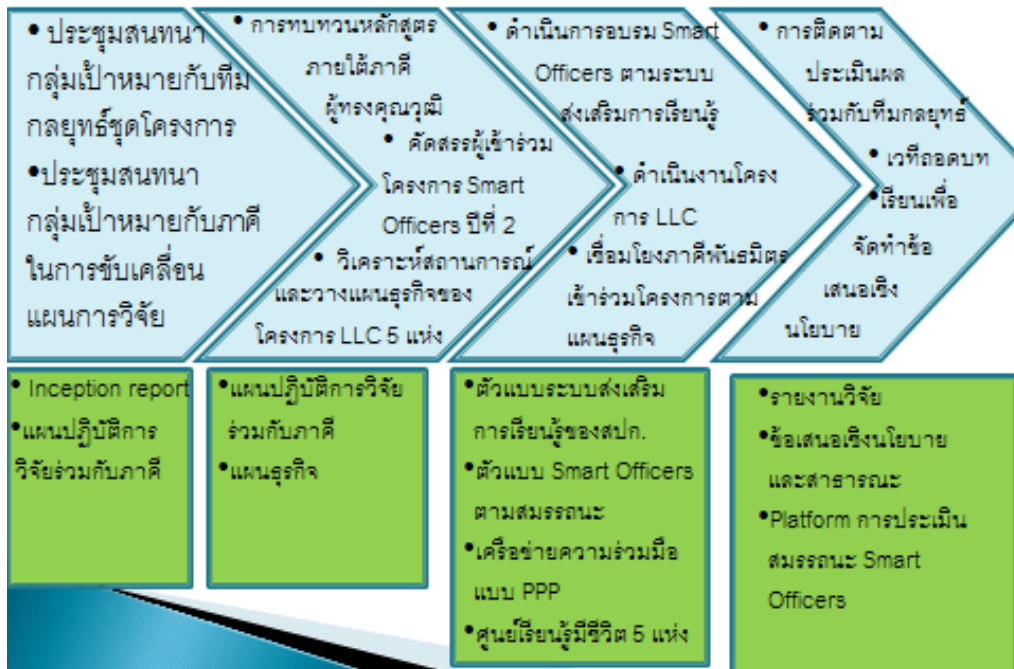 • ประชุมสนทนา
กลุ่มเป้าหมายกับทีม
กลยุทธ์ชุดโครงการ
•ประชุมสนทนา
กลุ่มเป้าหมายกับภาคี
ในการขับเคลื่อน
แผนการวิจัย
• การทบทวนหลักสูตร
ภายใต้ภาคี
ผู้ทรงคุณวุฒิ
• คัดสรรผู้เข้าร่วม
โครงการ Smart
Officers ปีที่ 2
• วิเคราะห์สถานการณ์
และวางแผนธุรกิจของ
โครงการ LLC 5 แห่ง
• ดำเนินการอบรม Smart
Officers ตามระบบ
ส่งเสริมการเรียนรู้
• ดำเนินงานโครง
การ LLC
• เชื่อมโยงภาคีพันธมิตร
เข้าร่วมโครงการตาม
แผนธุรกิจ
• การติดตาม
ประเมินผล
ร่วมกับทีมกลยุทธ์
• เวทีถอดบท
•เรียนเพื่อ
จัดทำข้อ
เสนอเชิง
นโยบาย
• Inception report
•แผนปฏิบัติการ
วิจัยร่วมกับภาคี
•แผนปฏิบัติการวิจัย
ร่วมกับภาคี
•แผนธุรกิจ
•ตัวแบบระบบส่งเสริม
การเรียนรู้ของสปก.
•ตัวแบบ Smart Officers
ตามสมรรถนะ
•เครือข่ายความร่วมมือ
แบบ PPP
•ศูนย์เรียนรู้มีชีวิต 5 แห่ง
•รายงานวิจัย
•ข้อเสนอเชิงนโยบาย
และสาธารณะ
•Platform การประเมิน
สมรรถนะ Smart
Officers